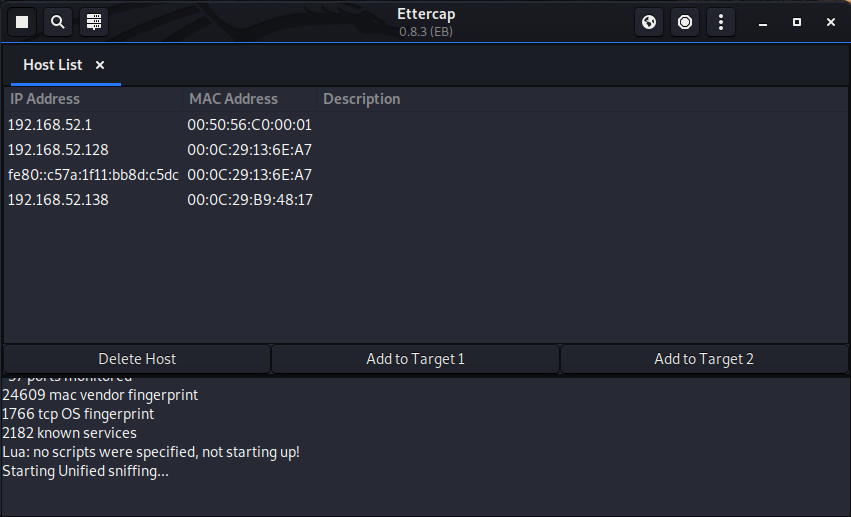 Ettercap
0.8.3 (EB)
Host List ×
IP Address MAC Address Description
192.168.52.1 00:50:56:C0:00:01
192.168.52.128 00:0C:29:13:6E:A7
fe80::c57a:1f11:bb8d:c5dc 00:0C:29:13:6E:A7
192.168.52.138 00:0C:29:B9:48:17
Delete Host Add to Target 1 Add to Target 2
57 ports monitored
24609 mac vendor fingerprint
1766 tcp OS fingerprint
2182 known services
Lua: no scripts were specified, not starting up!
Starting Unified sniffing...